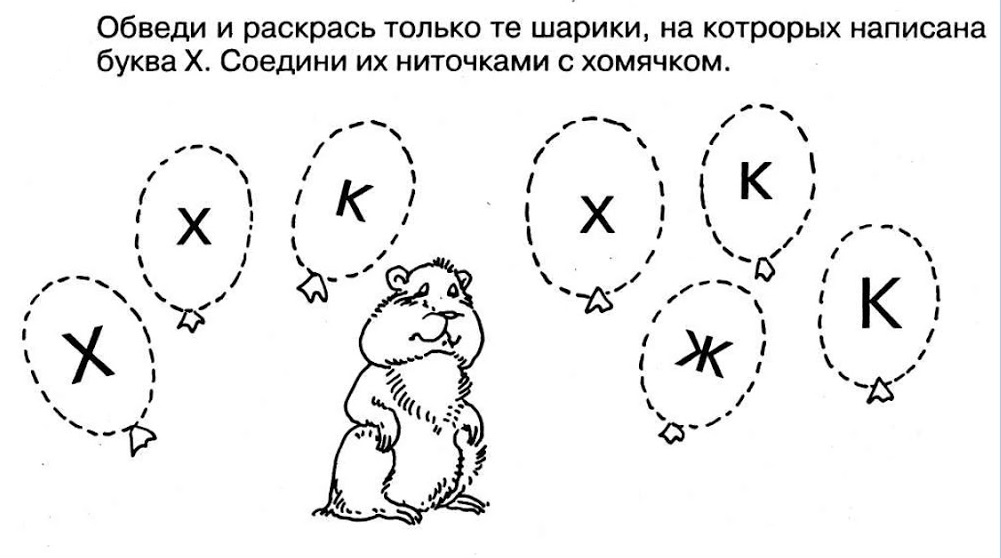 Обведи и раскрась только те шарики, на котрорых написана
буква Х. Соедини их ниточками с хомячком.
Х
Х
К
Х
К
Ж
К